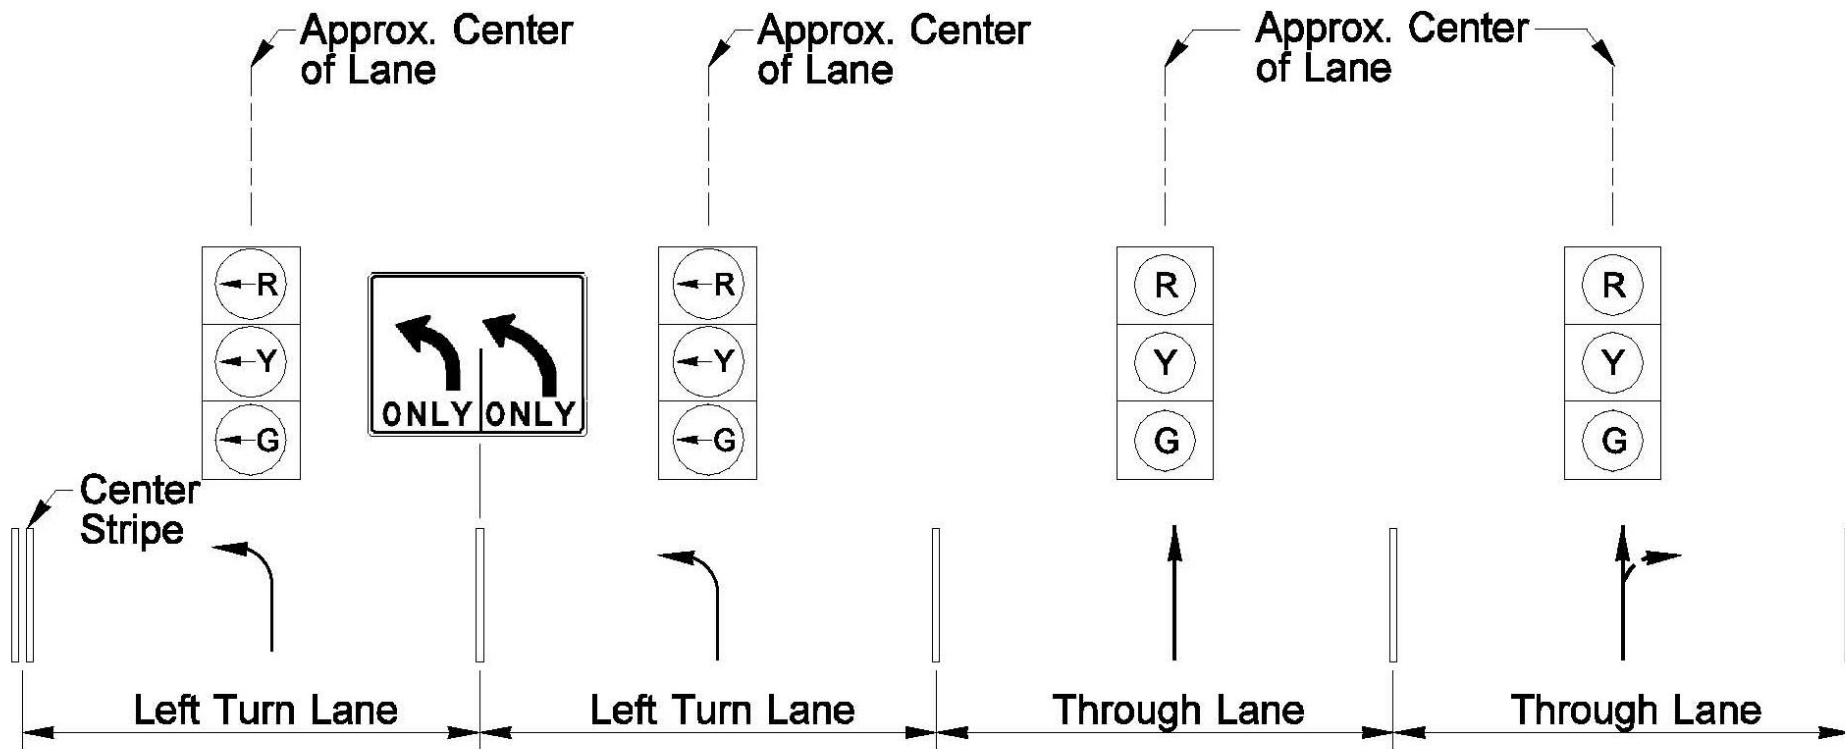 Approx. Center
of Lane
Approx. Center
of Lane
Approx. Center
of Lane
R
Y
G
ONLY ONLY
R
Y
G
R
Y
G
R
Y
G
Center
Stripe
Left Turn Lane
Left Turn Lane
Through Lane
Through Lane